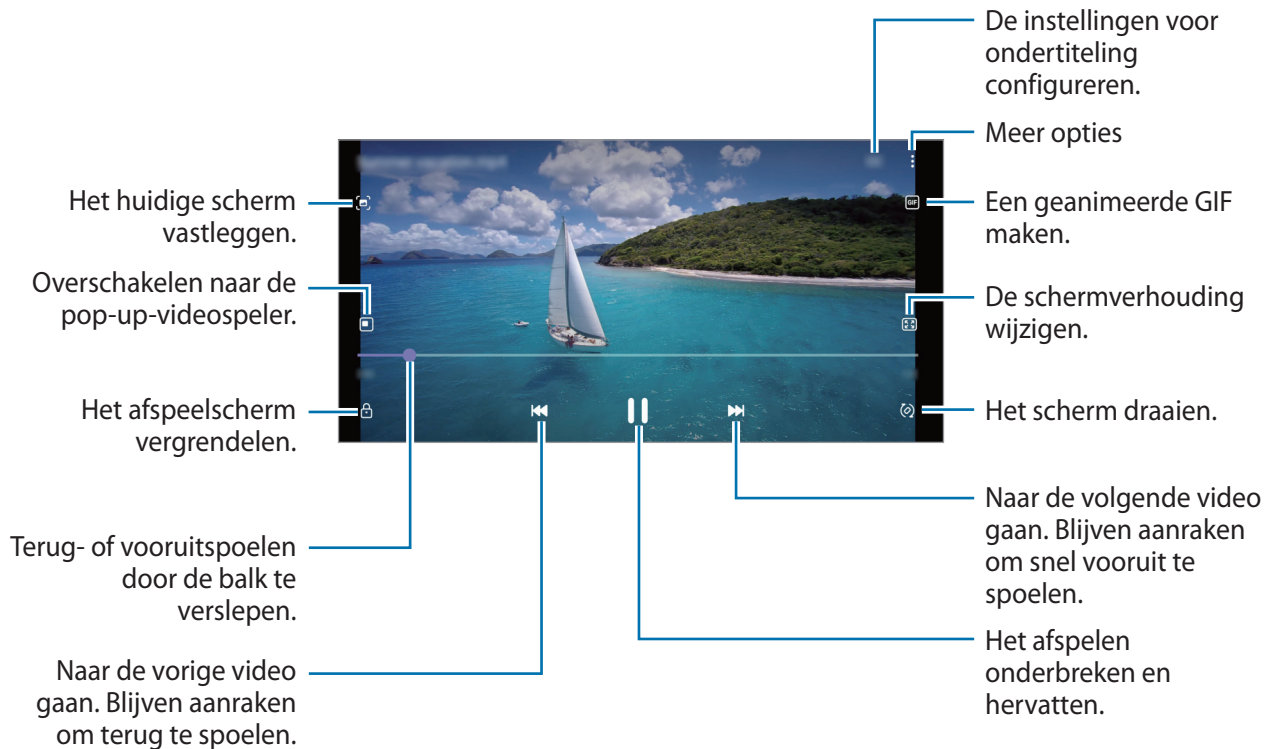 De instellingen voor
ondertiteling
configureren.
Meer opties
Het huidige scherm
vastleggen.
GIF
Een geanimeerde GIF
maken.
Overschakelen naar de
pop-up-videospeler.
De schermverhouding
wijzigen.
Het afspeelscherm
vergrendelen.
Het scherm draaien.
Terug- of vooruitspoelen
door de balk te
verslepen.
Naar de volgende video
gaan. Blijven aanraken
om snel vooruit te
spoelen.
Naar de vorige video
gaan. Blijven aanraken
om terug te spoelen.
Het afspelen
onderbreken en
hervatten.